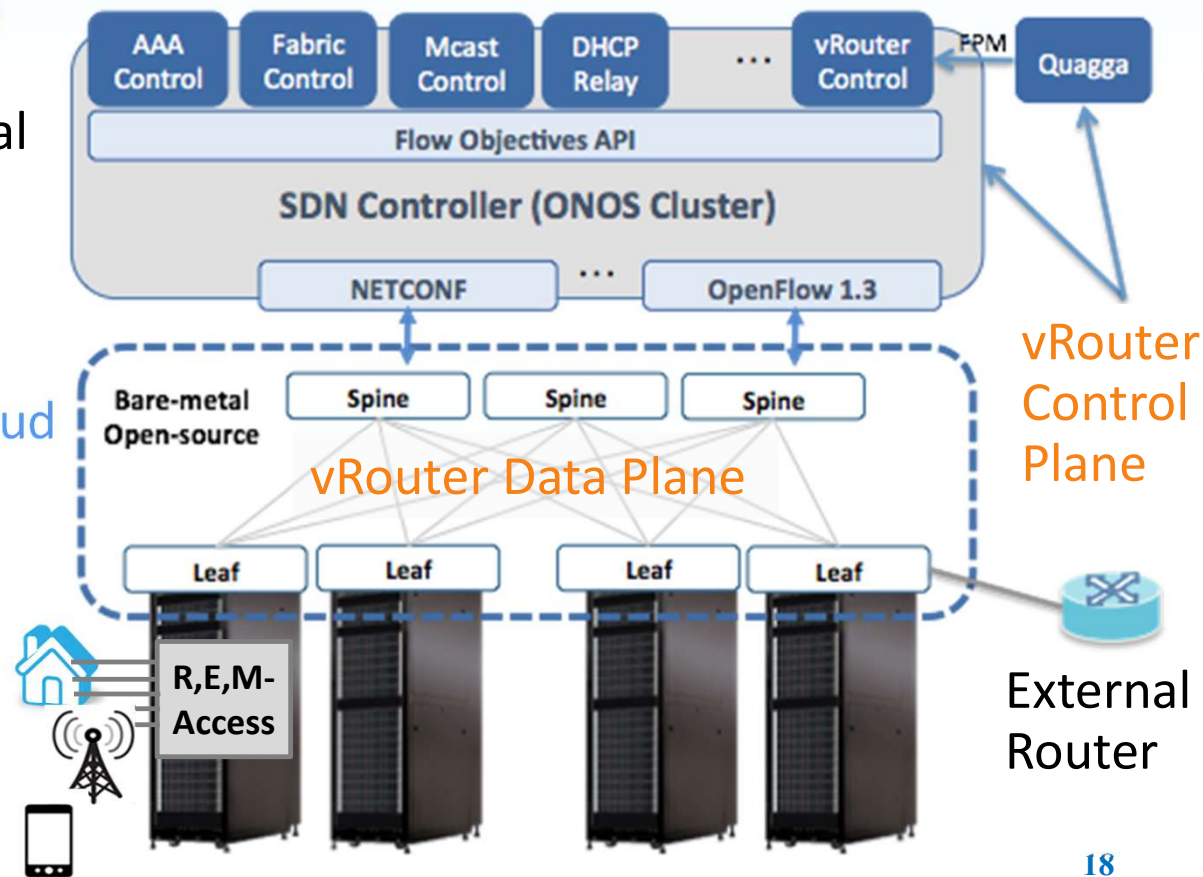 AAA
Control
Fabric
Control
Mcast
Control
DHCP
Relay
...
vRouter
Control
FPM
Quagga
al
Flow Objectives API
SDN Controller (ONOS Cluster)
NETCONF
...
OpenFlow 1.3
vRouter
Control
Plane
ud
Bare-metal
Open-source
Spine
Spine
Spine
vRouter Data Plane
Leaf
Leaf
Leaf
Leaf
R,E,M-
Access
External
Router
18